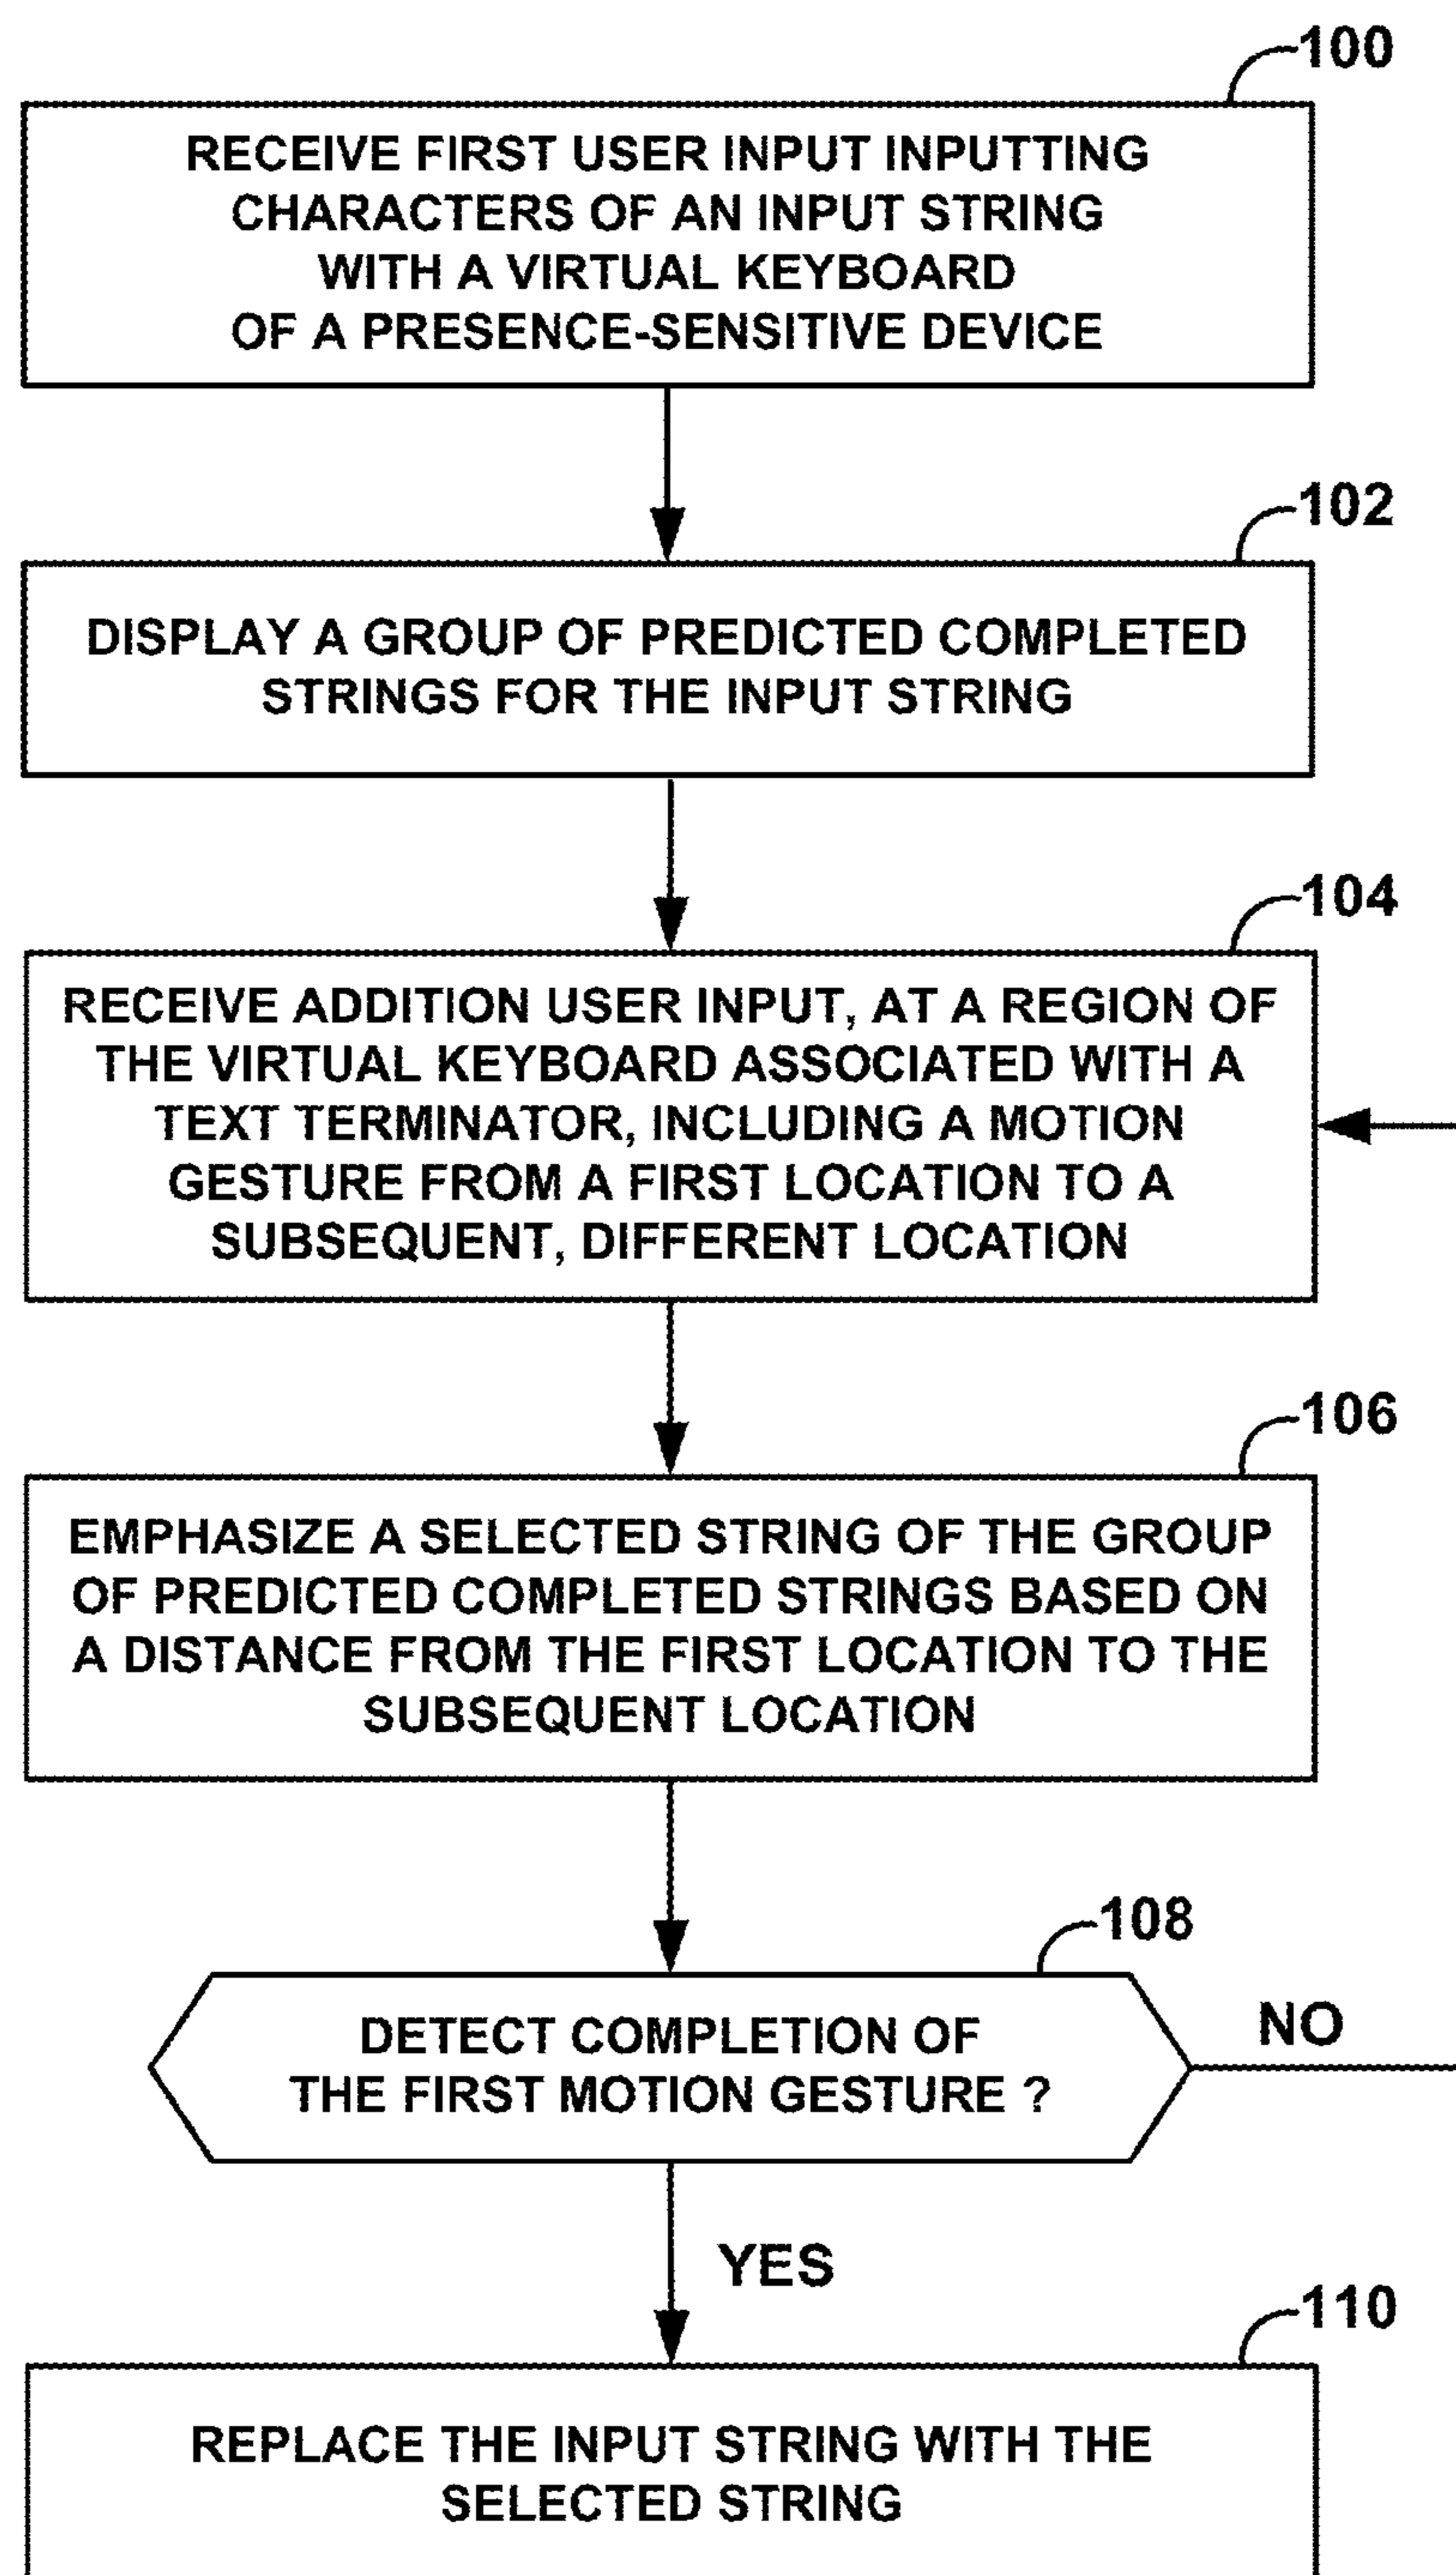 100
RECEIVE FIRST USER INPUT INPUTTING
CHARACTERS OF AN INPUT STRING
WITH A VIRTUAL KEYBOARD
OF A PRESENCE-SENSITIVE DEVICE
102
DISPLAY A GROUP OF PREDICTED COMPLETED
STRINGS FOR THE INPUT STRING
104
RECEIVE ADDITION USER INPUT, AT A REGION OF
THE VIRTUAL KEYBOARD ASSOCIATED WITH A
TEXT TERMINATOR, INCLUDING A MOTION
GESTURE FROM A FIRST LOCATION TO A
SUBSEQUENT, DIFFERENT LOCATION
106
EMPHASIZE A SELECTED STRING OF THE GROUP
OF PREDICTED COMPLETED STRINGS BASED ON
A DISTANCE FROM THE FIRST LOCATION TO THE
SUBSEQUENT LOCATION
108
DETECT COMPLETION OF
THE FIRST MOTION GESTURE ?
NO
YES
110
REPLACE THE INPUT STRING WITH THE
SELECTED STRING